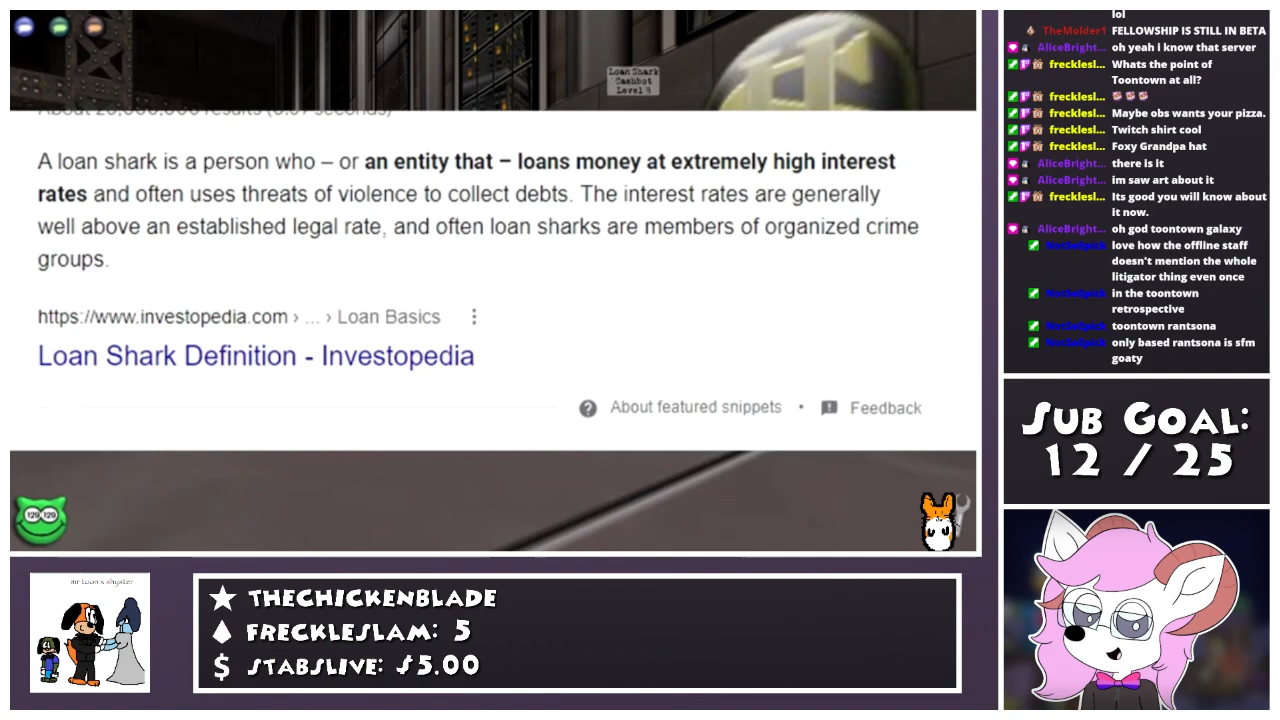 Loan Shark
Cashbot
Level 9
A loan shark is a person who – or an entity that – loans money at extremely high interest
rates and often uses threats of violence to collect debts. The interest rates are generally
well above an established legal rate, and often loan sharks are members of organized crime
groups.
https://www.investopedia.com › ... › Loan Basics
Loan Shark Definition - Investopedia
About featured snippets • Feedback
129 129
mr toon x shyster
THECHICKENBLADE
FRECKLESLAM: 5
$ STABSLIVE: $5.00
lol
TheMolder1 FELLOWSHIP IS STILL IN BETA
AliceBright... oh yeah i know that server
frecklesl... Whats the point of
Toontown at all?
frecklesl...
frecklesl... Maybe obs wants your pizza.
frecklesl... Twitch shirt cool
frecklesl... Foxy Grandpa hat
AliceBright... there is it
AliceBright... im saw art about it
frecklesl... Its good you will know about
it now.
AliceBright... oh god toontown galaxy
love how the offline staff
doesn't mention the whole
litigator thing even once
in the toontown
retrospective
toontown rantsona
only based rantsona is sfm
goaty
SUB GOAL:
12 / 25